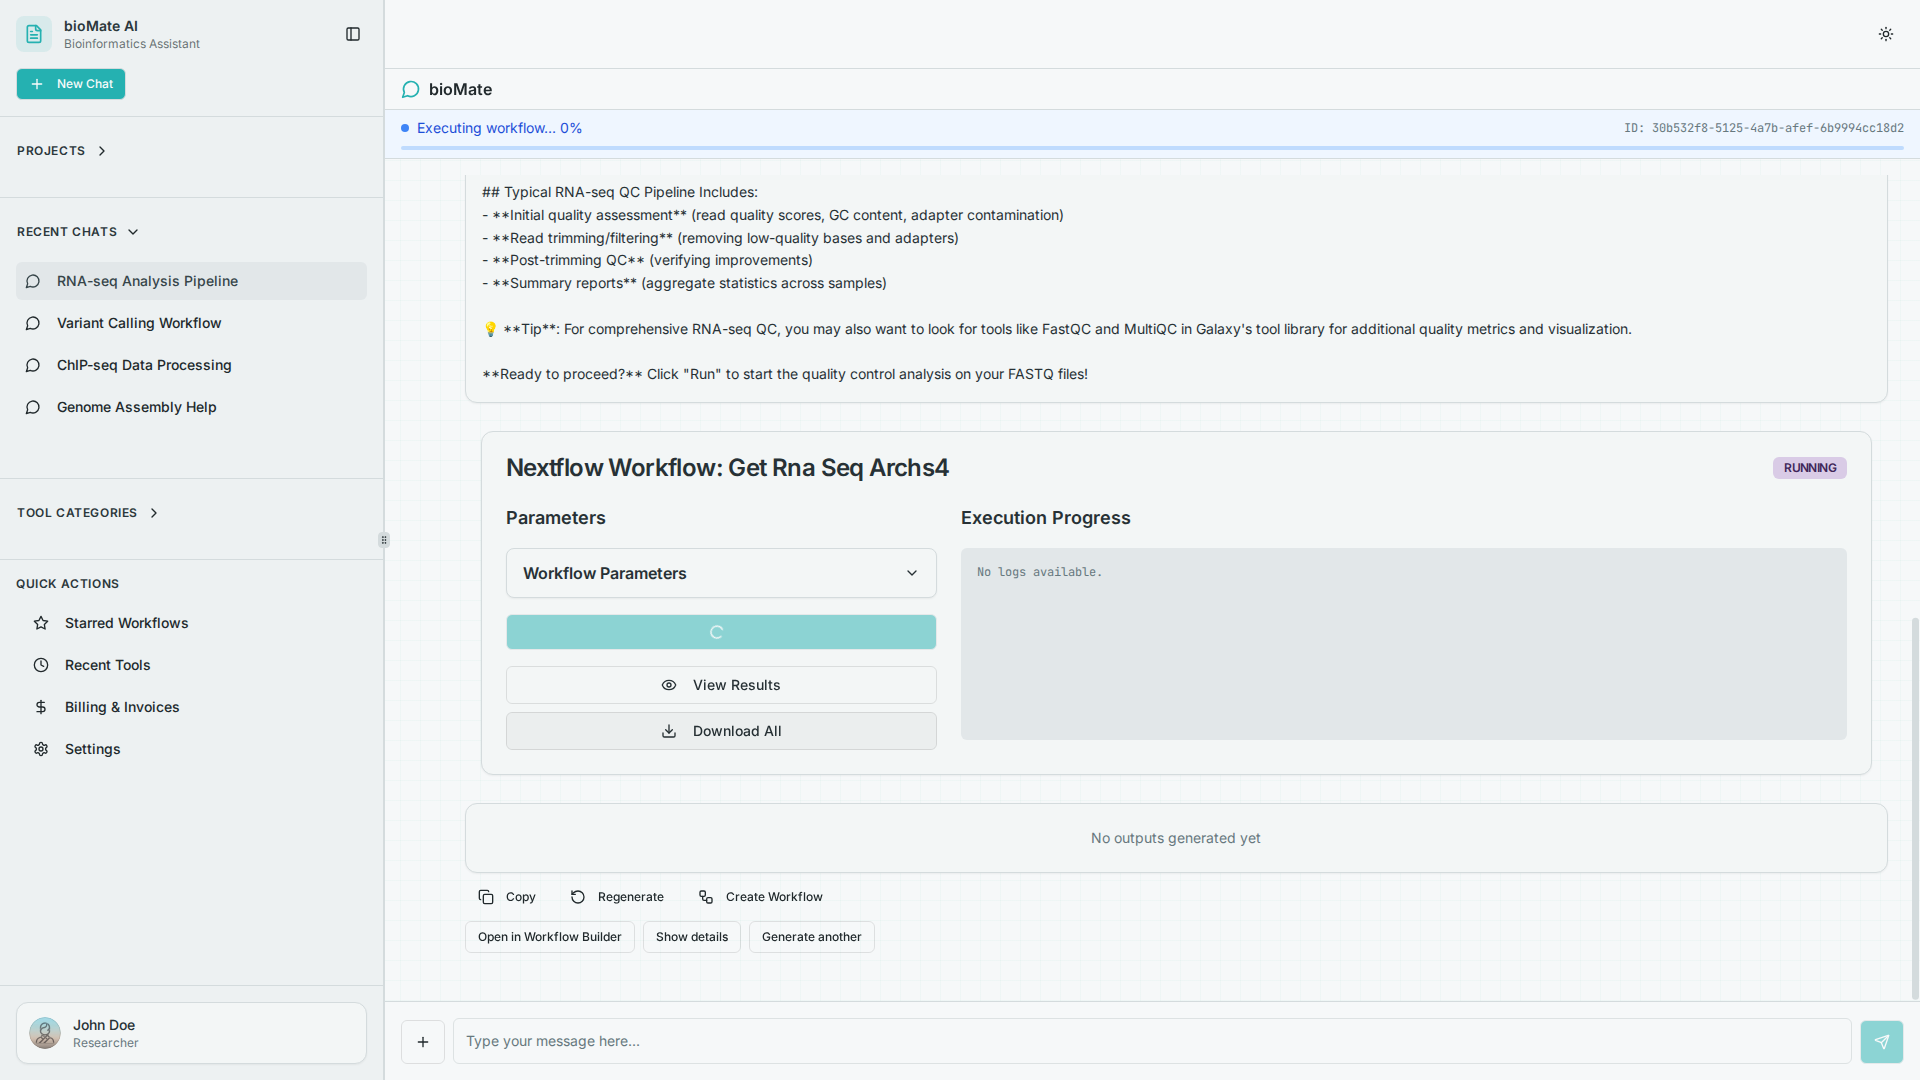 bioMate AI
Bioinformatics Assistant
New Chat
PROJECTS
RECENT CHATS
RNA-seq Analysis Pipeline
Variant Calling Workflow
ChIP-seq Data Processing
Genome Assembly Help
TOOL CATEGORIES
QUICK ACTIONS
Starred Workflows
Recent Tools
Billing & Invoices
Settings
John Doe
Researcher
bioMate
Executing workflow... 0%
ID: 30b532f8-5125-4a7b-afef-6b9994cc18d2
## Typical RNA-seq QC Pipeline Includes:
- **Initial quality assessment** (read quality scores, GC content, adapter contamination)
- **Read trimming/filtering** (removing low-quality bases and adapters)
- **Post-trimming QC** (verifying improvements)
- **Summary reports** (aggregate statistics across samples)
💡 **Tip**: For comprehensive RNA-seq QC, you may also want to look for tools like FastQC and MultiQC in Galaxy's tool library for additional quality metrics and visualization.
**Ready to proceed?** Click "Run" to start the quality control analysis on your FASTQ files!
Nextflow Workflow: Get Rna Seq Archs4
RUNNING
Parameters
Workflow Parameters
View Results
Download All
Execution Progress
No logs available.
No outputs generated yet
Copy
Regenerate
Create Workflow
Open in Workflow Builder
Show details
Generate another
Type your message here...